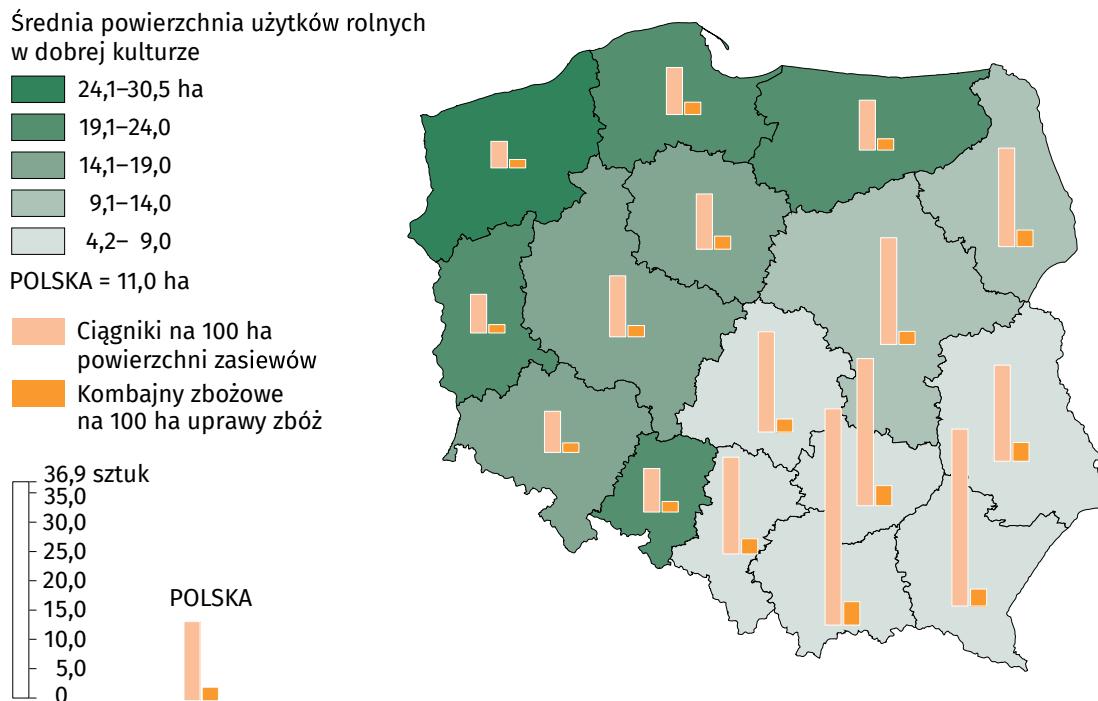 Średnia powierzchnia użytków rolnych
w dobrej kulturze
24,1–30,5 ha
19,1–24,0
14,1–19,0
9,1–14,0
4,2– 9,0
POLSKA = 11,0 ha
Ciągniki na 100 ha
powierzchni zasiewów
Kombajny zbożowe
na 100 ha uprawy zbóż
36,9 sztuk
35,0
30,0
25,0
20,0
15,0
10,0
5,0
0
POLSKA